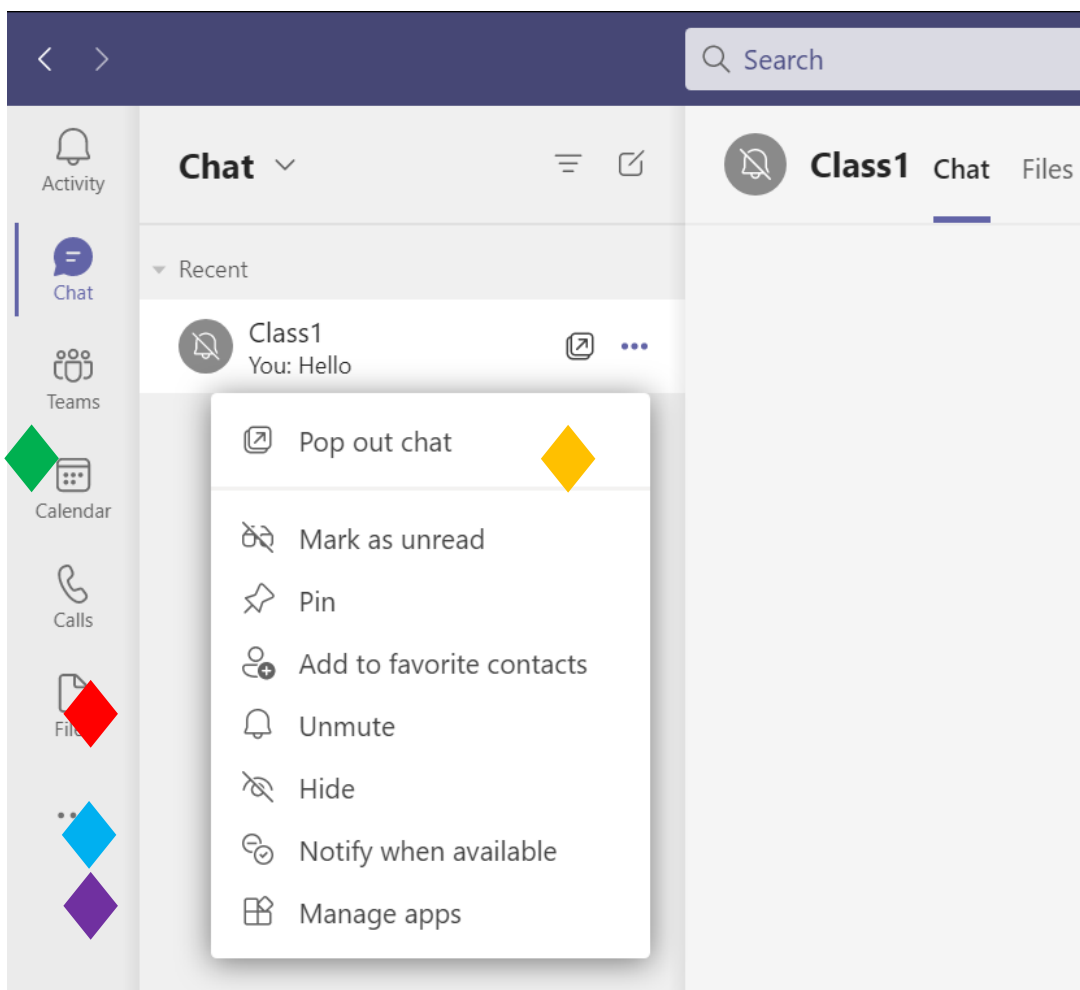 Search
Activity
Chat
Teams
Calendar
Calls
Chat
Recent
Class1
You: Hello
Pop out chat
Mark as unread
Pin
Add to favorite contacts
Unmute
Hide
Notify when available
Manage apps
Class1 Chat Files